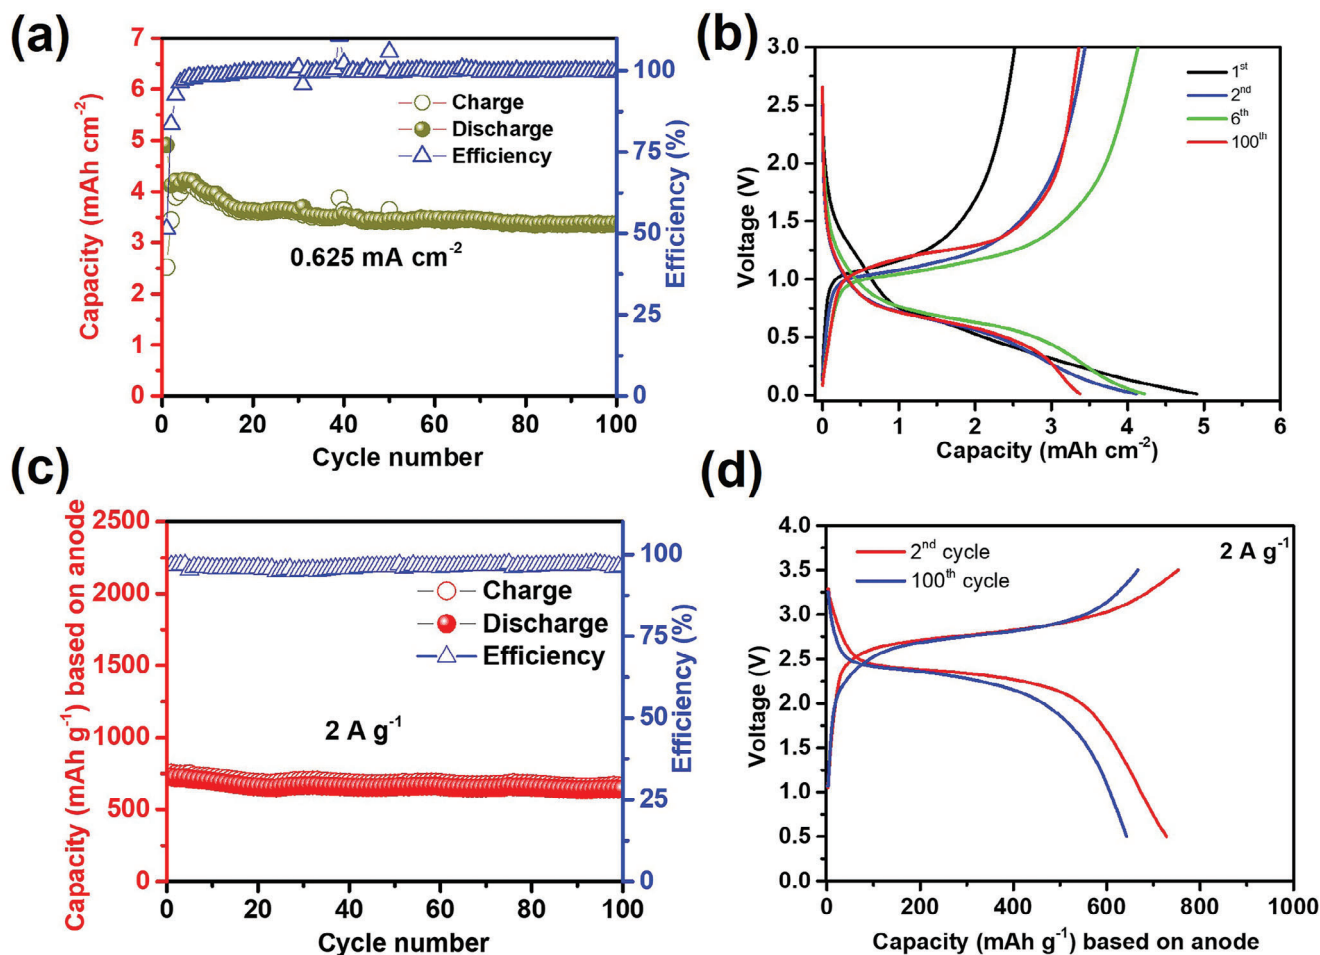 (a)
Capacity (mAh cm-2)
7
6
5
4
3
2
1
0
Charge
Discharge
Efficiency
0.625 mA cm-2
100
75
50
25
0
Efficiency (%)
0 20 40 60 80 100
Cycle number
(b)
Voltage (V)
3.0
2.5
2.0
1.5
1.0
0.5
0.0
1st
2nd
6th
100th
0 1 2 3 4 5 6
Capacity (mAh cm-2)
(c)
Capacity (mAh g-1) based on anode
2500
2250
2000
1750
1500
1250
1000
750
500
0
Charge
Discharge
Efficiency
2 A g-1
100
75
50
25
0
Efficiency (%)
0 20 40 60 80 100
Cycle number
(d)
Voltage (V)
4.0
3.5
3.0
2.5
2.0
1.5
1.0
0.5
0.0
2nd cycle
100th cycle
2 A g-1
0 200 400 600 800 1000
Capacity (mAh g-1) based on anode